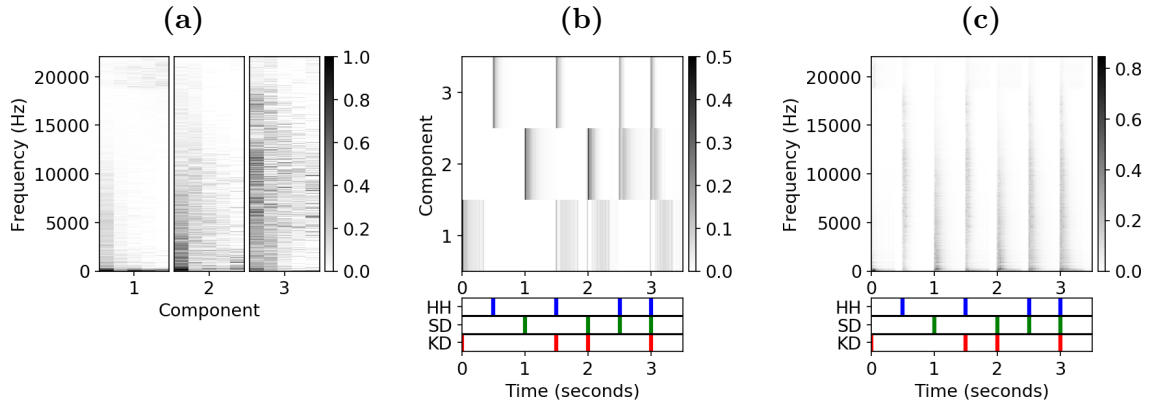 (a)
Frequency (Hz)
20000
15000
10000
5000
0
1 2 3
Component
1.0
0.8
0.6
0.4
0.2
0.0
(b)
Component
3
2
1
0 1 2 3
0.5
0.4
0.3
0.2
0.1
0.0
HH
SD
KD
0 1 2 3
Time (seconds)
(c)
Frequency (Hz)
20000
15000
10000
5000
0
0 1 2 3
0.8
0.6
0.4
0.2
0.0
HH
SD
KD
0 1 2 3
Time (seconds)